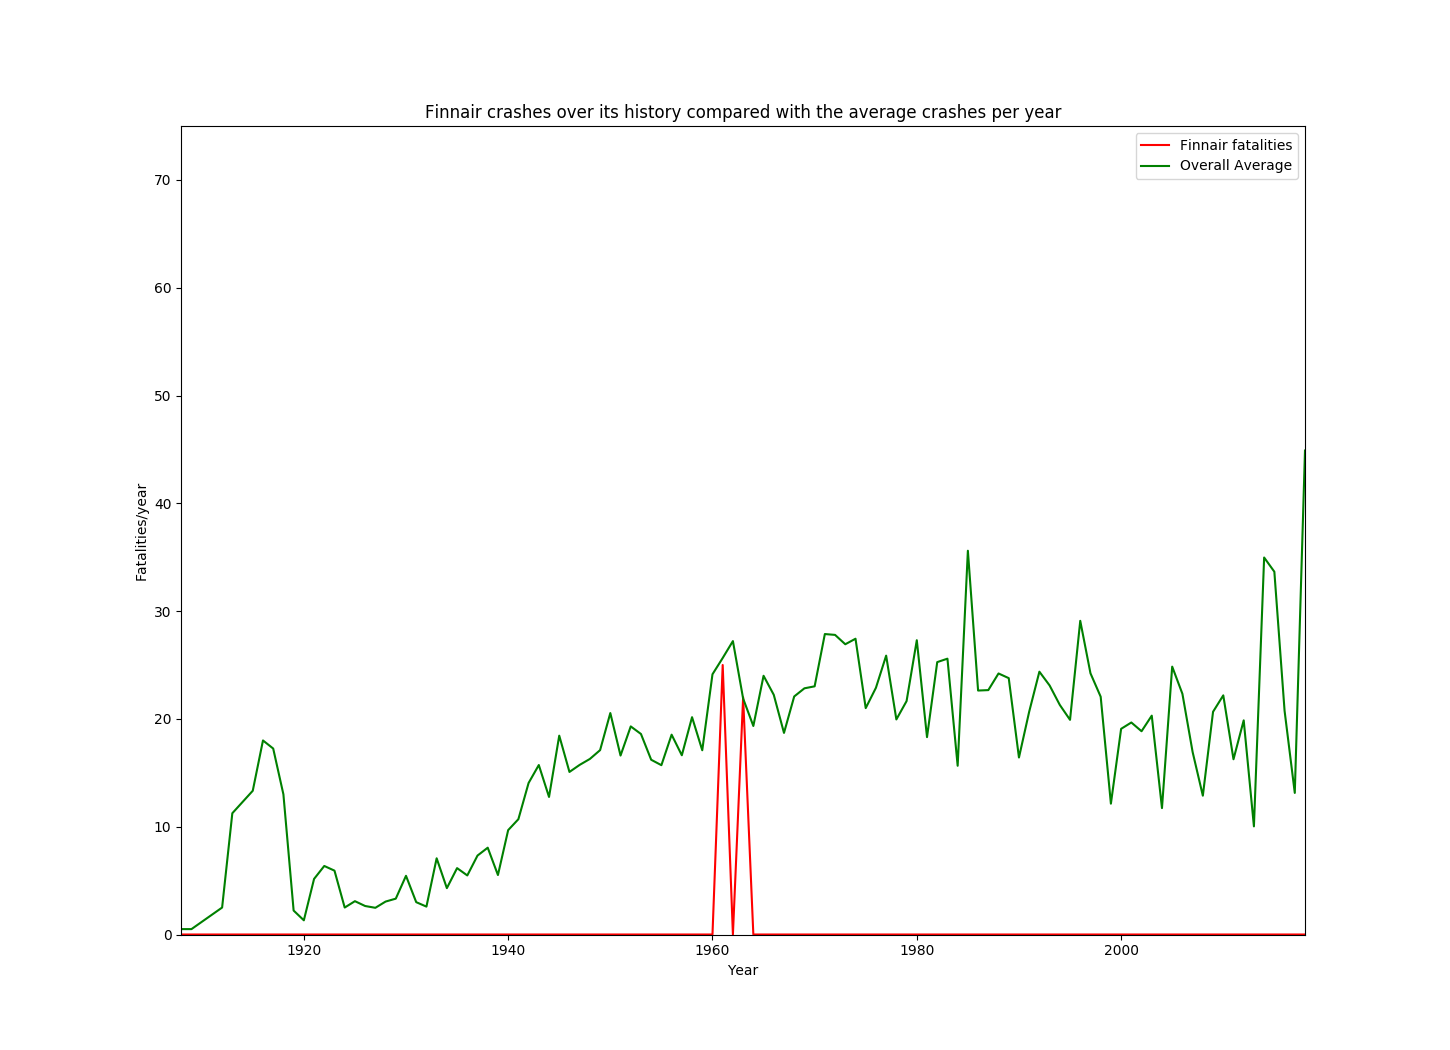 Finnair crashes over its history compared with the average crashes per year
Finnair fatalities
Overall Average
70
60
50
40
30
20
10
0
Fatalities/year
1920 1940 1960 1980 2000
Year